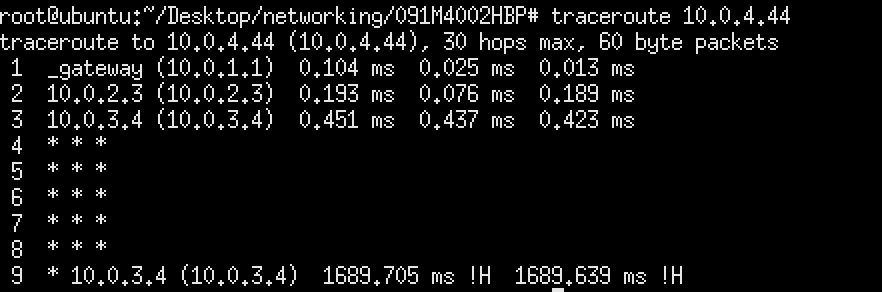 root@ubuntu:~/Desktop/networking/091M4002HBP# traceroute 10.0.4.44
traceroute to 10.0.4.44 (10.0.4.44), 30 hops max, 60 byte packets
 1  _gateway (10.0.1.1)  0.104 ms  0.025 ms  0.013 ms
 2  10.0.2.3 (10.0.2.3)  0.193 ms  0.076 ms  0.189 ms
 3  10.0.3.4 (10.0.3.4)  0.451 ms  0.437 ms  0.423 ms
 4  * * *
 5  * * *
 6  * * *
 7  * * *
 8  * * *
 9  * 10.0.3.4 (10.0.3.4)  1689.705 ms !H  1689.639 ms !H